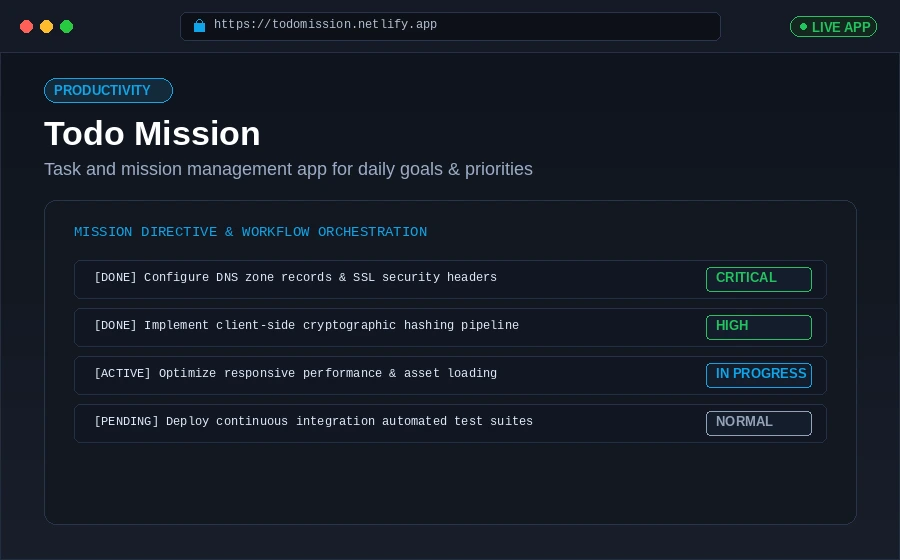 https://todomission.netlify.app
LIVE APP
PRODUCTIVITY
Todo Mission
Task and mission management app for daily goals & priorities
MISSION DIRECTIVE & WORKFLOW ORCHESTRATION
[DONE] Configure DNS zone records & SSL security headers
CRITICAL
[DONE] Implement client-side cryptographic hashing pipeline
HIGH
[ACTIVE] Optimize responsive performance & asset loading
IN PROGRESS
[PENDING] Deploy continuous integration automated test suites
NORMAL